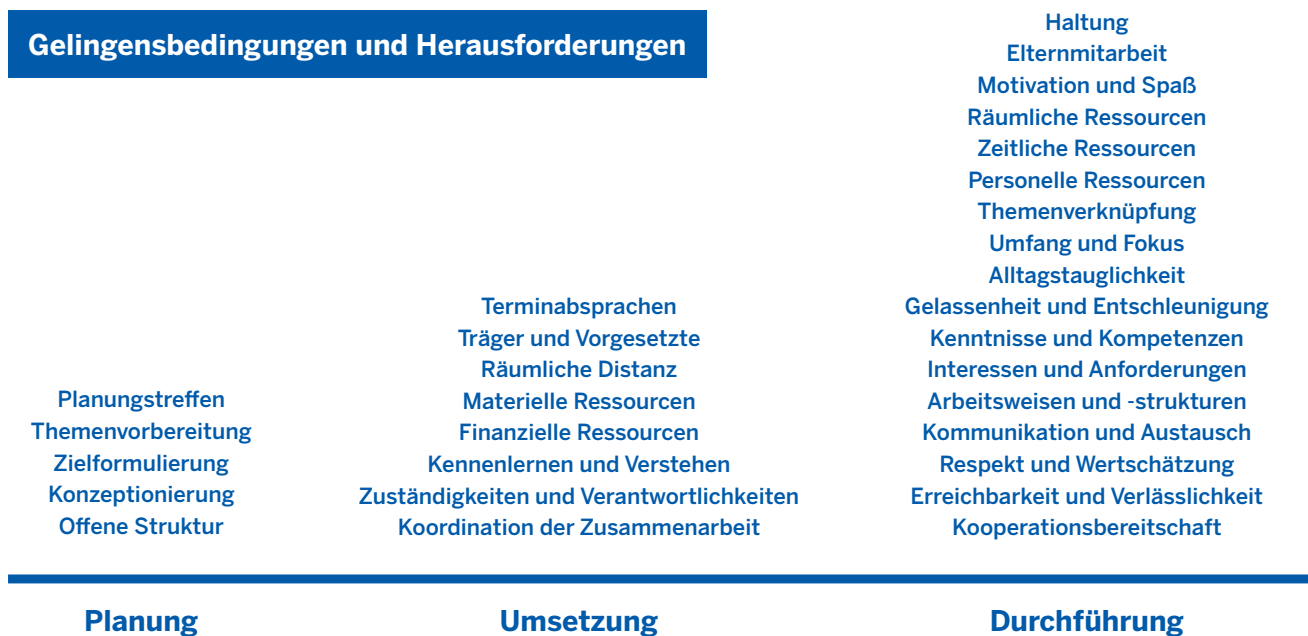 Gelingensbedingungen und Herausforderungen
Planungstreffen
Themenvorbereitung
Zielformulierung
Konzeptionierung
Offene Struktur
Planung
Terminabsprachen
Träger und Vorgesetzte
Räumliche Distanz
Materielle Ressourcen
Finanzielle Ressourcen
Kennenlernen und Verstehen
Zuständigkeiten und Verantwortlichkeiten
Koordination der Zusammenarbeit
Umsetzung
Haltung
Elternmitarbeit
Motivation und Spaß
Räumliche Ressourcen
Zeitliche Ressourcen
Personelle Ressourcen
Themenverknüpfung
Umfang und Fokus
Alltagstauglichkeit
Gelassenheit und Entschleunigung
Kenntnisse und Kompetenzen
Interessen und Anforderungen
Arbeitsweisen und -strukturen
Kommunikation und Austausch
Respekt und Wertschätzung
Erreichbarkeit und Verlässlichkeit
Kooperationsbereitschaft
Durchführung